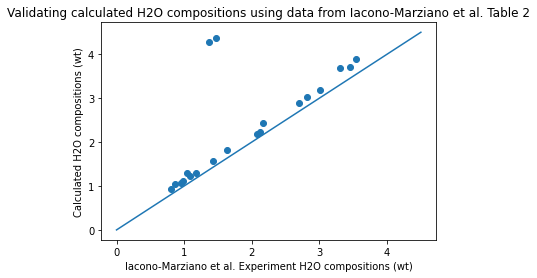 Validating calculated H2O compositions using data from Iacono-Marziano et al. Table 2
Calculated H2O compositions (wt)
4
3
2
1
0
0 1 2 3 4
Iacono-Marziano et al. Experiment H2O compositions (wt)